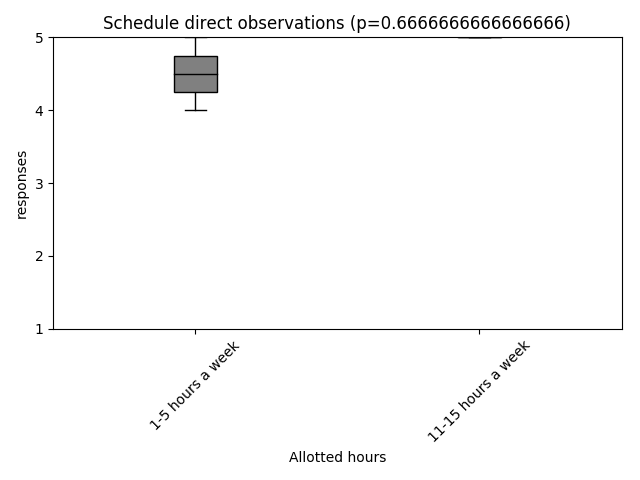 Schedule direct observations (p=0.6666666666666666)
5
4
3
2
1
responses
1-5 hours a week
11-15 hours a week
Allotted hours